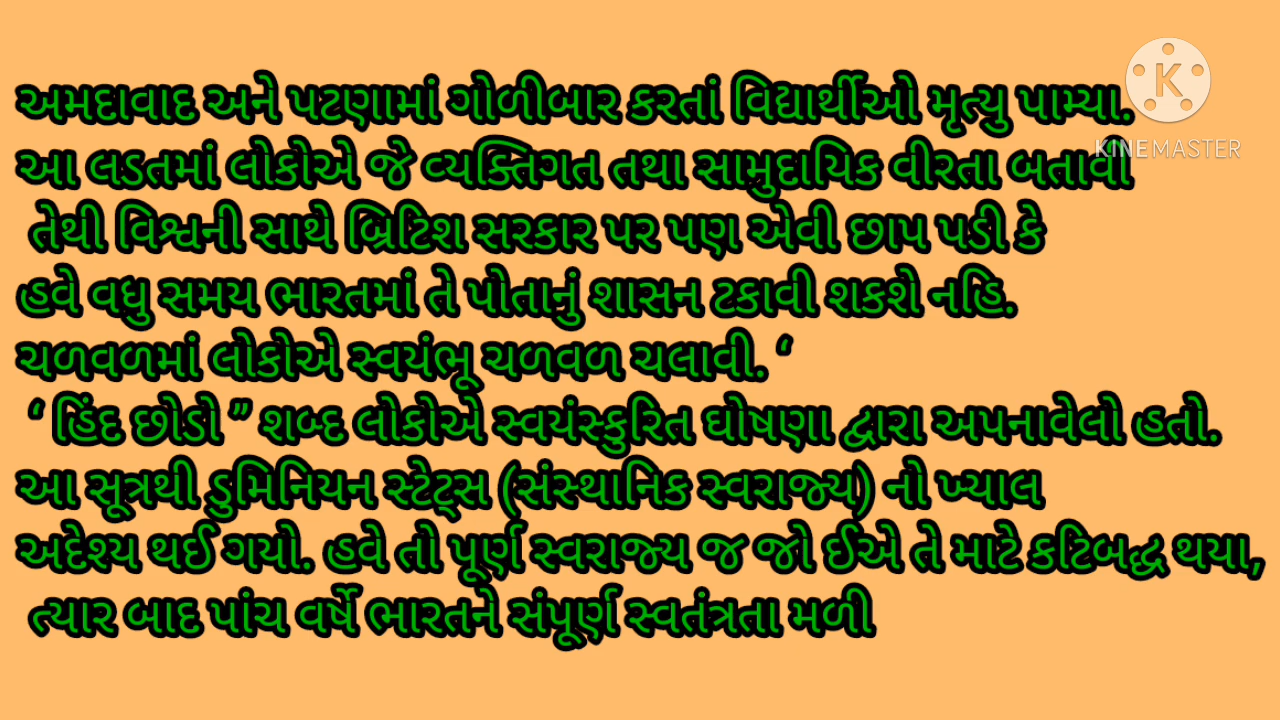 અમદાવાદ અને પટણામાં ગોળીબાર કરતાં વિદ્યાર્થીઓ મૃત્યુ પામ્યા.
આ લડતમાં લોકોએ જે વ્યક્તિગત તથા સામુદાયિક વીરતા બતાવી
તેથી વિશ્વની સાથે બ્રિટિશ સરકાર પર પણ એવી છાપ પડી કે
હવે વધુ સમય ભારતમાં તે પોતાનું શાસન ટકાવી શકશે નહિ.
ચળવળમાં લોકોએ સ્વયંભૂ ચળવળ ચલાવી. ‘
‘ હિંદ છોડો ” શબ્દ લોકોએ સ્વયંસ્કુરિત ઘોષણા દ્વારા અપનાવેલો હતો.
આ સૂત્રથી ડુમિનિયન સ્ટેટ્સ (સંસ્થાનિક સ્વરાજ્ય) નો ખ્યાલ
અદેશ્ય થઈ ગયો. હવે તો પૂર્ણ સ્વરાજ્ય જ જો ઈએ તે માટે કટિબદ્ધ થયા,
ત્યાર બાદ પાંચ વર્ષે ભારતને સંપૂર્ણ સ્વતંત્રતા મળી
K
KINEMASTER